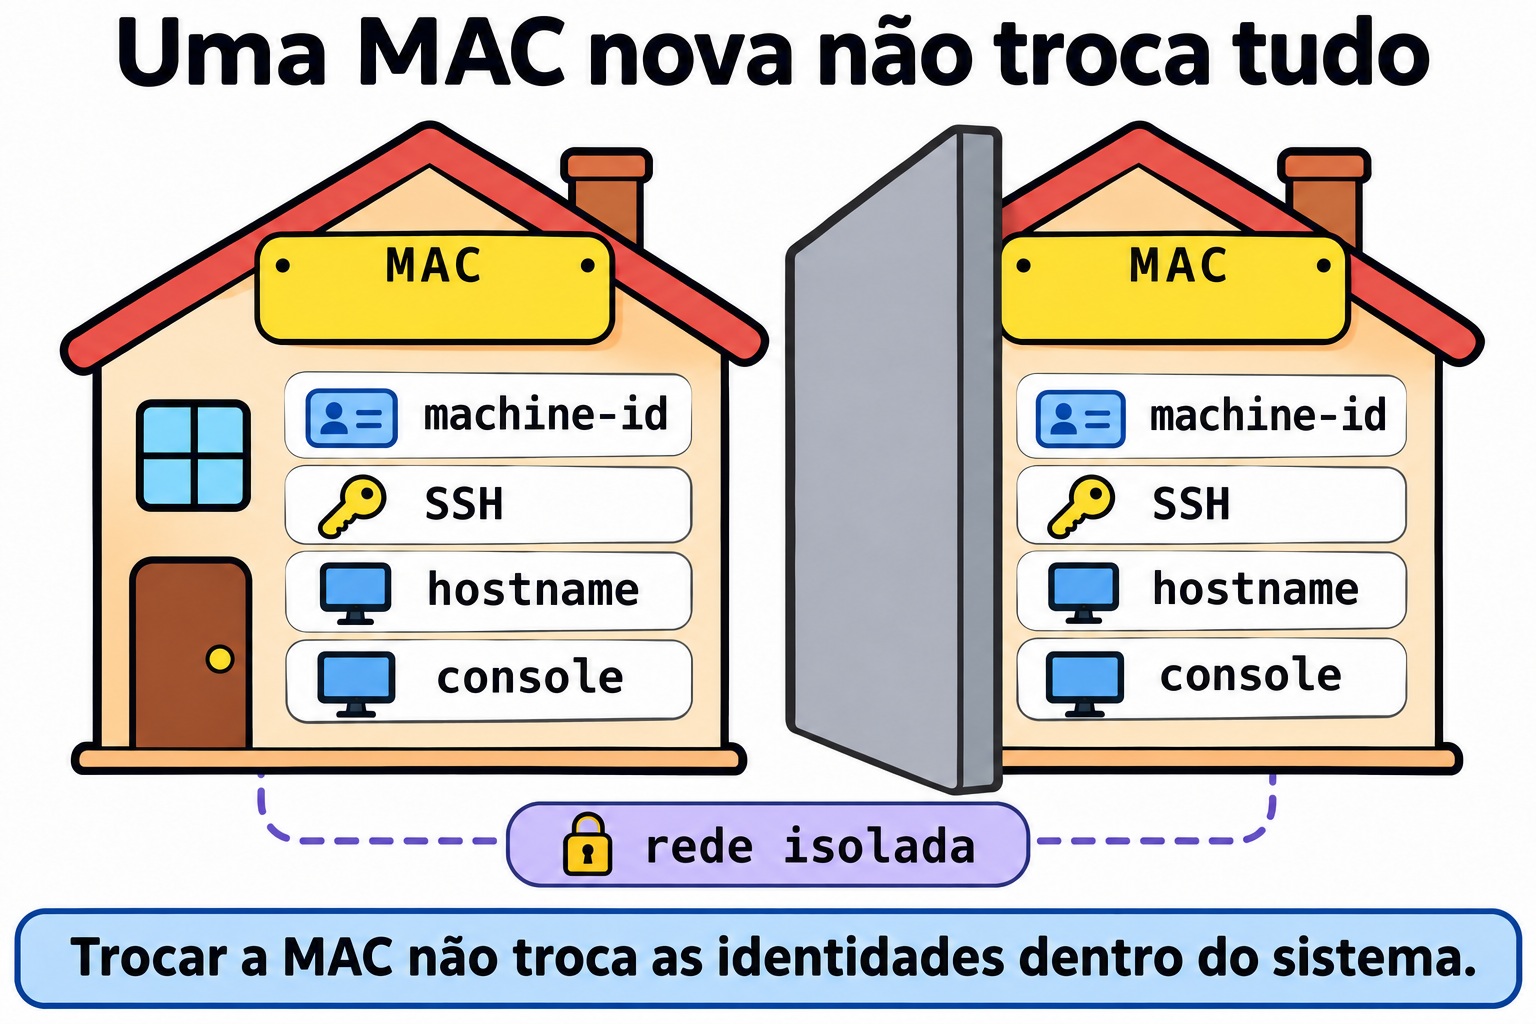 Uma MAC nova não troca tudo
MAC
machine-id
SSH
hostname
console
MAC
machine-id
SSH
hostname
console
rede isolada
Trocar a MAC não troca as identidades dentro do sistema.